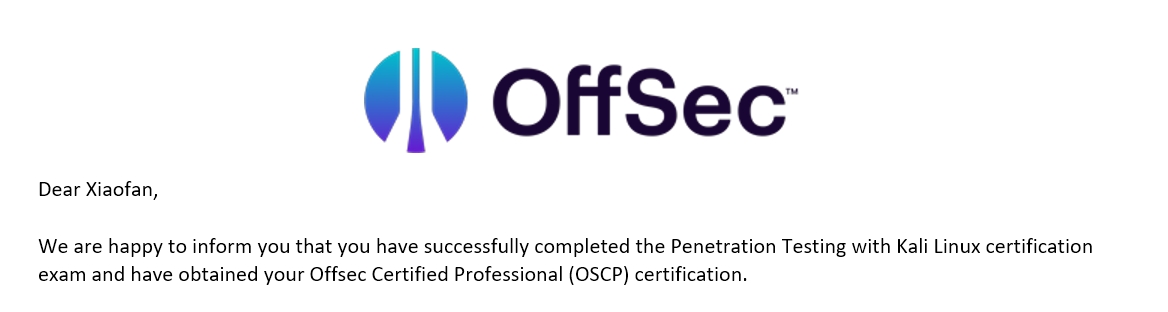 OffSec™
Dear Xiaofan,
We are happy to inform you that you have successfully completed the Penetration Testing with Kali Linux certification
exam and have obtained your Offsec Certified Professional (OSCP) certification.